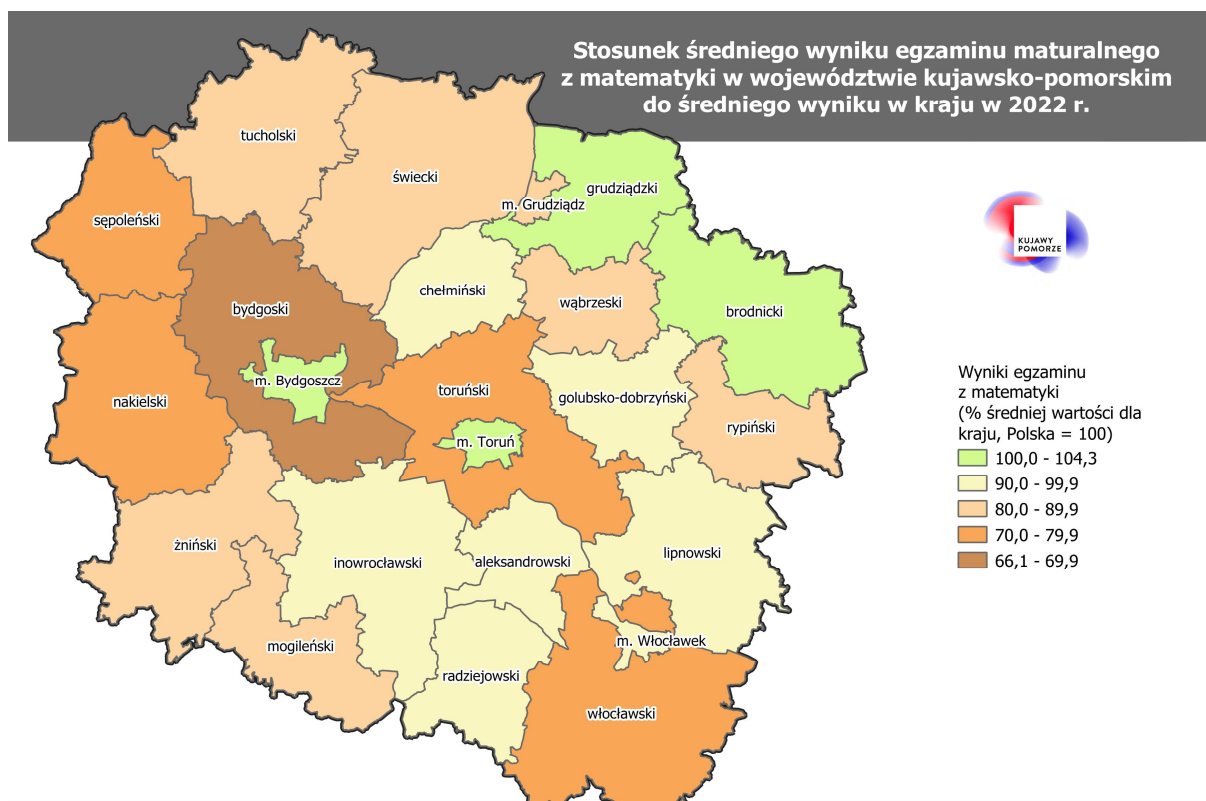 Stosunek średniego wyniku egzaminu maturalnego
z matematyki w województwie kujawsko-pomorskim
do średniego wyniku w kraju w 2022 r.
tucholski
świecki
grudziądzki
m. Grudziądz
sępoleński
KUJAWY
POMORZE
chełmiński
wąbrzeski
bydgoski
brodnicki
m. Bydgoszcz
toruński
golubsko-dobrzyński
nakielski
rypiński
m. Toruń
Wyniki egzaminu
z matematyki
(% średniej wartości dla
kraju, Polska = 100)
100,0 - 104,3
90,0 - 99,9
80,0 - 89,9
70,0 - 79,9
66,1 - 69,9
żniński
inowrocławski
aleksandrowski
lipnowski
mogileński
m. Włocławek
radziejowski
włocławski